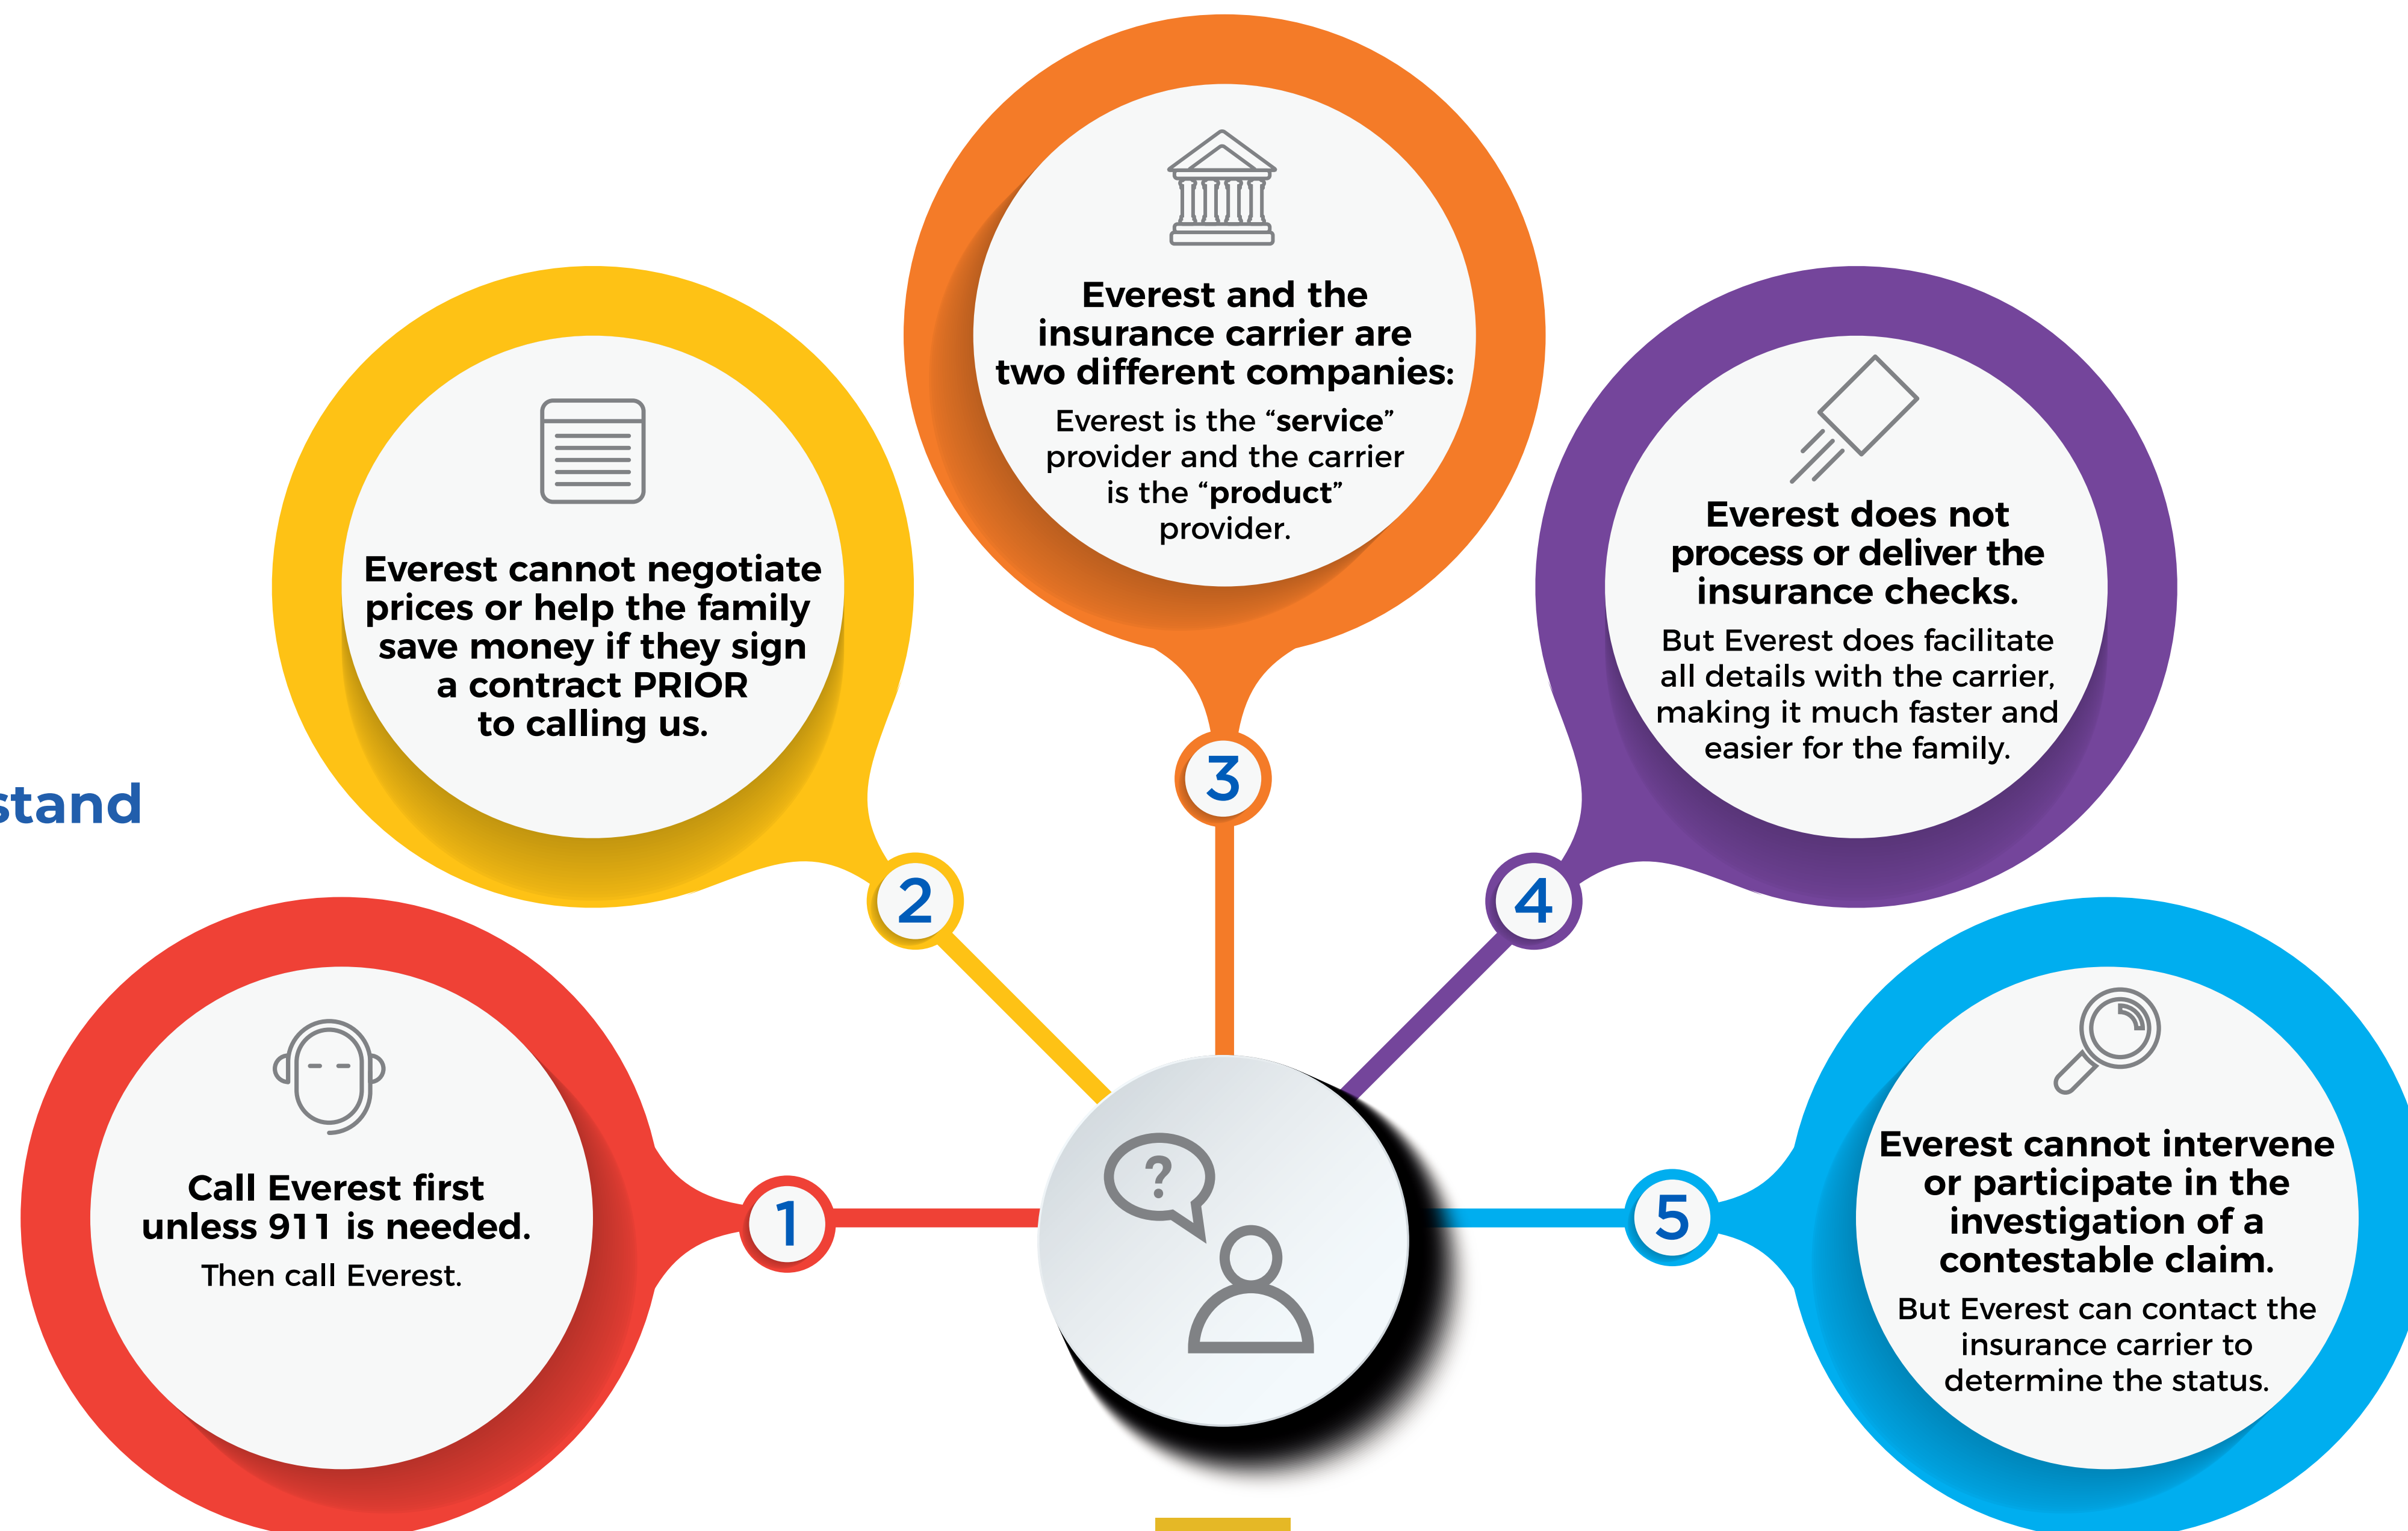 stand
1
Call Everest first
unless 911 is needed.
Then call Everest.
2
Everest cannot negotiate
prices or help the family
save money if they sign
a contract PRIOR
to calling us.
3
Everest and the
insurance carrier are
two different companies:
Everest is the “service”
provider and the carrier
is the “product”
provider.
4
Everest does not
process or deliver the
insurance checks.
But Everest does facilitate
all details with the carrier,
making it much faster and
easier for the family.
5
Everest cannot intervene
or participate in the
investigation of a
contestable claim.
But Everest can contact the
insurance carrier to
determine the status.
?